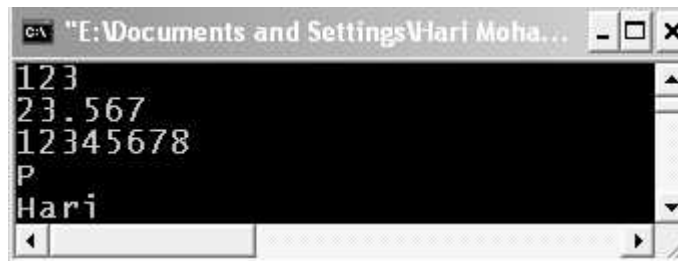 "E:\Documents and Settings\Hari Moha...
123
23.567
12345678
P
Hari